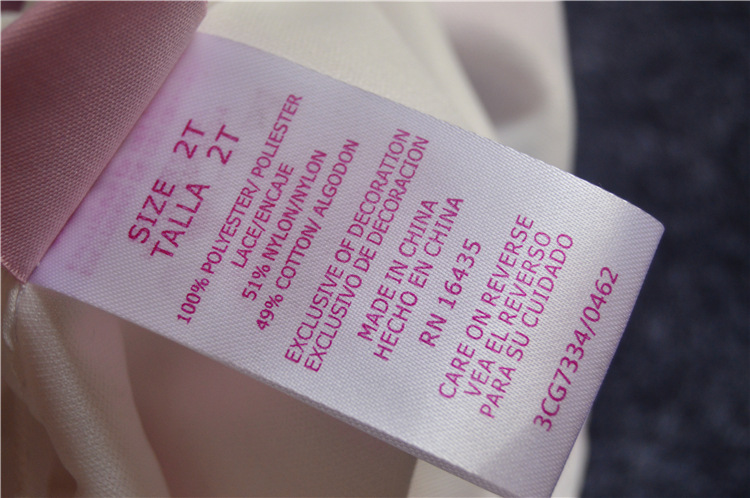 SIZE 2T
TALLA 2T
100% POLYESTER/ POLIESTER
LACE/ENCAJE
51% NYLON/NYLON
49% COTTON/ ALGODON
EXCLUSIVE OF DECORATION
EXCLUSIVO DE DECORACION
MADE IN CHINA
HECHO EN CHINA
RN 16435
CARE ON REVERSE
VEA EL REVERSO
PARA SU CUIDADO
3CG7334/0462